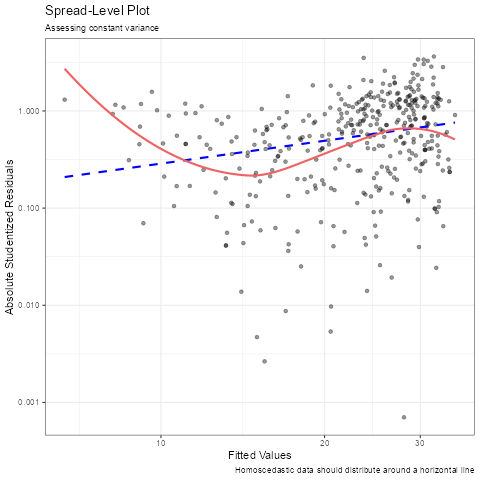 Spread-Level Plot
Assessing constant variance
Absolute Studentized Residuals
1.000
0.100
0.010
0.001
10
20
30
Fitted Values
Homoscedastic data should distribute around a horizontal line